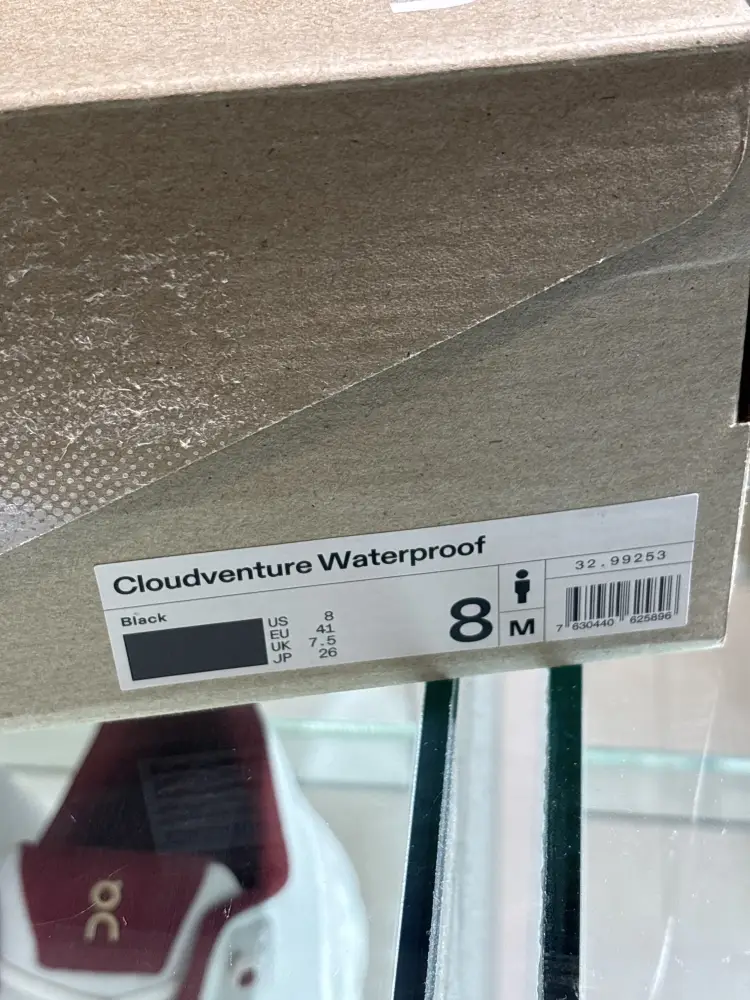 Cloudventure Waterproof
Black
US 8
EU 41
UK 7.5
JP 26
8
M
32.99253
7 630440 625896